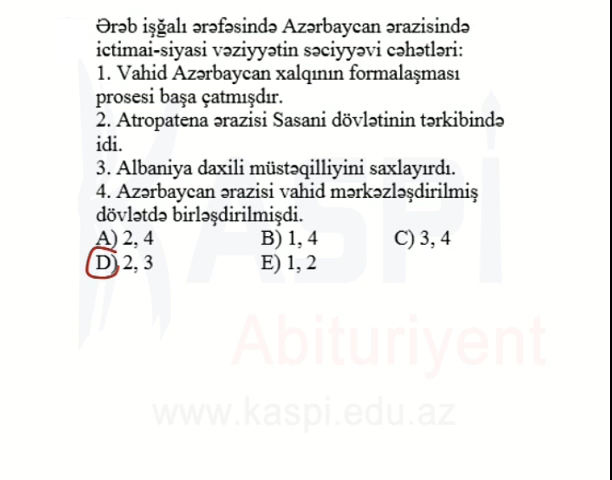 Ərəb işğalı ərəfəsində Azərbaycan ərazisində
ictimai-siyasi vəziyyətin səciyyəvi cəhətləri:
1. Vahid Azərbaycan xalqının formalaşması
prosesi başa çatmışdır.
2. Atropatena ərazisi Sasani dövlətinin tərkibində
idi.
3. Albaniya daxili müstəqilliyini saxlayırdı.
4. Azərbaycan ərazisi vahid mərkəzləşdirilmiş
dövlətdə birləşdirilmişdi.
A) 2, 4 B) 1, 4 C) 3, 4
D) 2, 3 E) 1, 2
KASPİ
Abituriyent
www.kaspi.edu.az